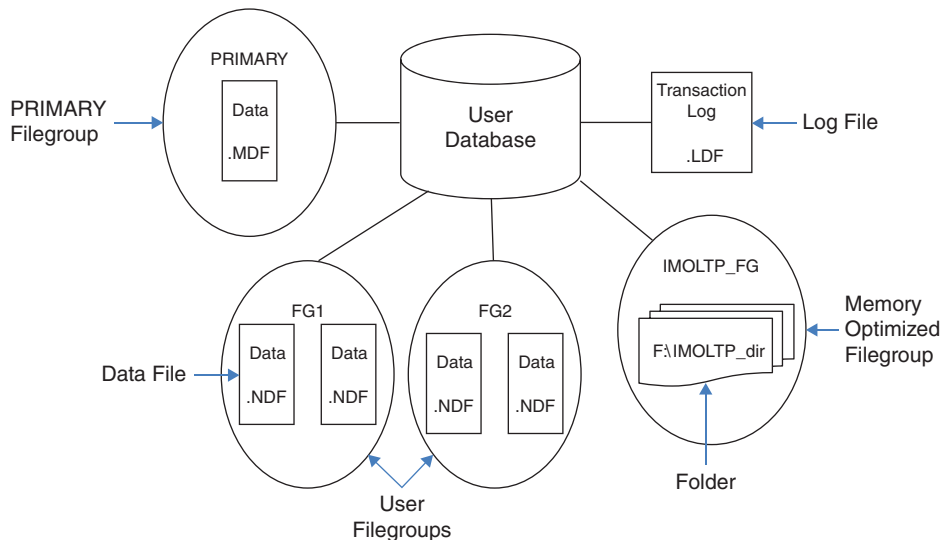 PRIMARY
Data
.MDF
PRIMARY
Filegroup
User
Database
Transaction
Log
.LDF
Log File
FG1
Data
.NDF
Data
.NDF
Data File
FG2
Data
.NDF
Data
.NDF
User
Filegroups
IMOLTP_FG
F:\IMOLTP_dir
Memory
Optimized
Filegroup
Folder